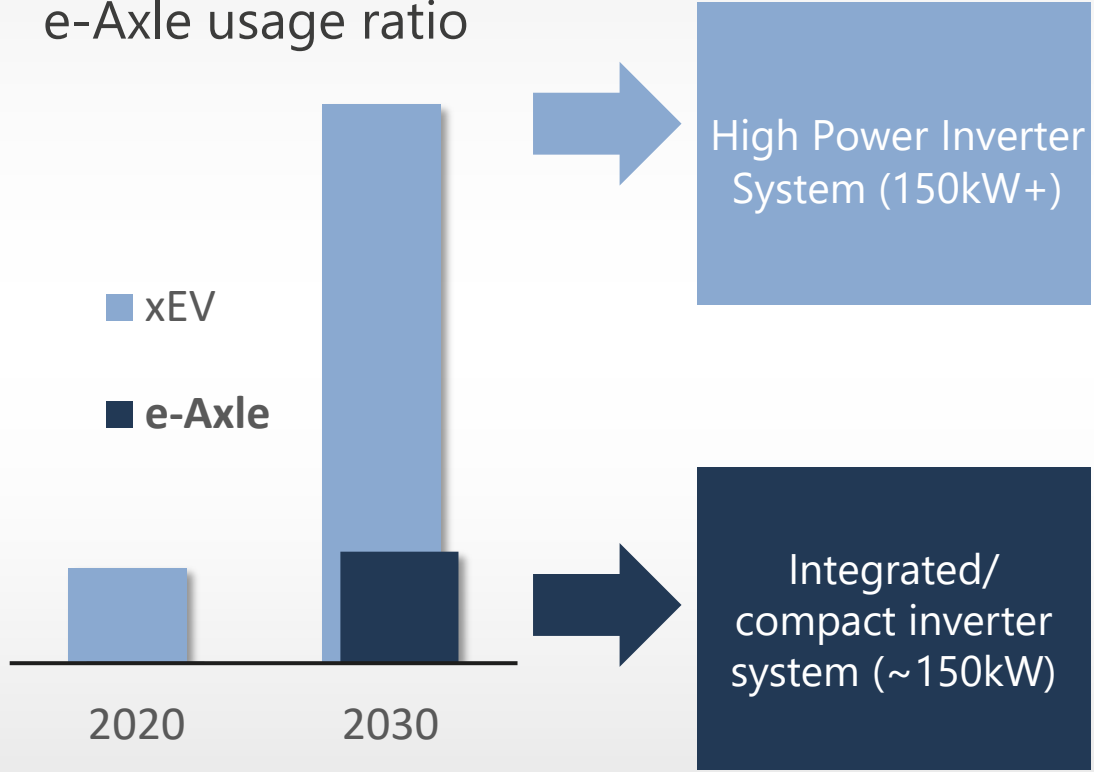 e-Axle usage ratio
xEV
e-Axle
2020
2030
High Power Inverter
System (150kW+)
Integrated/
compact inverter
system (~150kW)